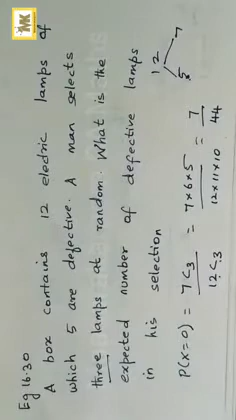 Eg 16.30
A box contains 12 electric lamps of
which 5 are defective. A man selects
three lamps at random. What is the
expected number of defective lamps
in his selection
12
5 7
P(x=0) = 7C₃ / 12C₃ = 7×6×5 / 12×11×10 = 7 / 44